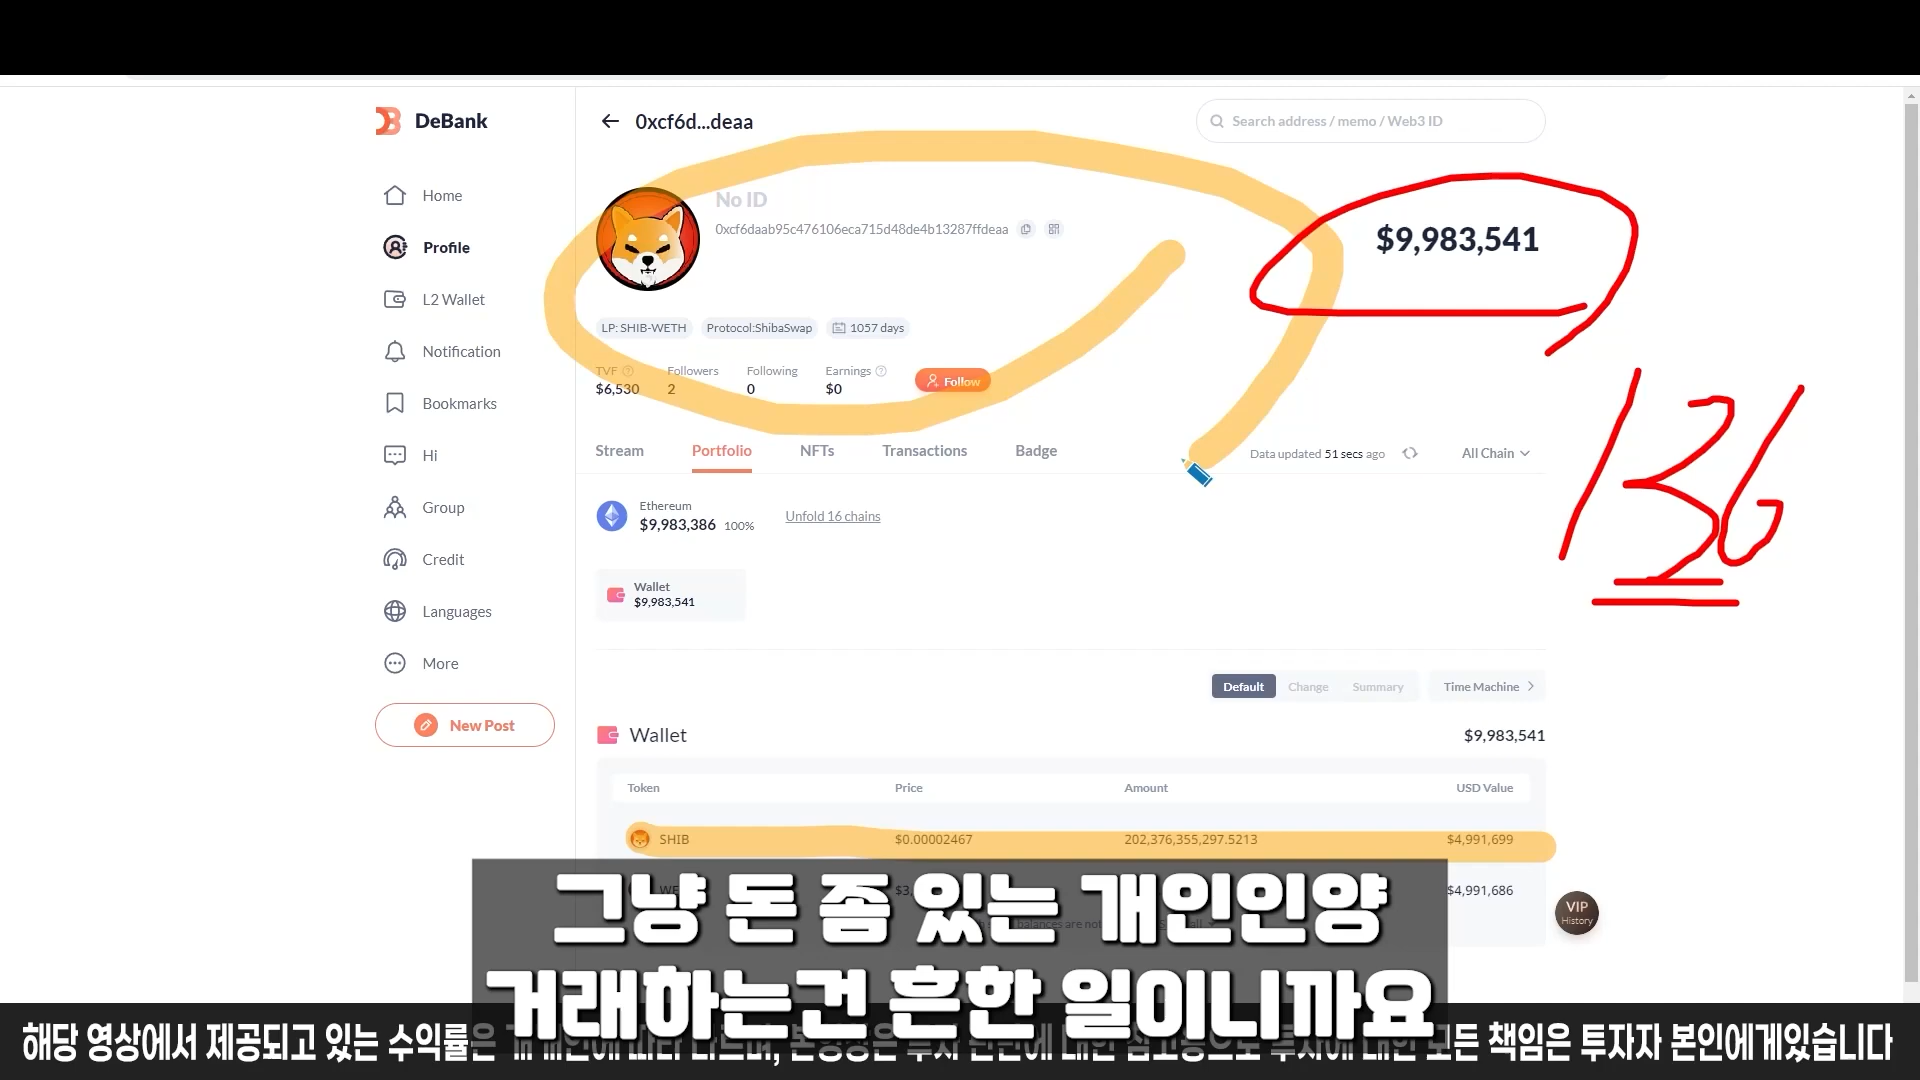 DeBank
0xcf6d...deaa
Search address / memo / Web3 ID
Home
Profile
L2 Wallet
Notification
Bookmarks
Hi
Group
Credit
Languages
More
New Post
No ID
0xcf6daab95c476106eca715d48de4b13287ffdeaa
$9,983,541
LP: SHIB-WETH Protocol:ShibaSwap 1057 days
TVF Followers Following Earnings
$6,530 2 0 $0 Follow
136
Stream Portfolio NFTs Transactions Badge
Data updated 51 secs ago All Chain
Ethereum
$9,983,386 100% Unfold 16 chains
Wallet
$9,983,541
Default Change Summary Time Machine
Wallet $9,983,541
Token Price Amount USD Value
SHIB $0.00002467 202,376,355,297.5213 $4,991,699
$4,991,686
balances are not
VIP
History
그냥 돈 좀 있는 개인인양
거래하는건 흔한 일이니까요
해당 영상에서 제공되고 있는 수익률은 책임은 투자자 본인에게있습니다